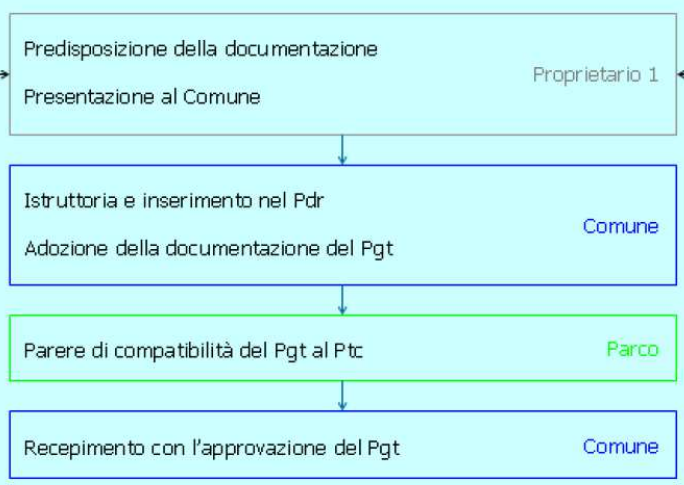 Predisposizione della documentazione
Presentazione al Comune
Proprietario 1
Istruttoria e inserimento nel Pdr
Adozione della documentazione del Pgt
Comune
Parere di compatibilità del Pgt al Ptc
Parco
Recepimento con l'approvazione del Pgt
Comune